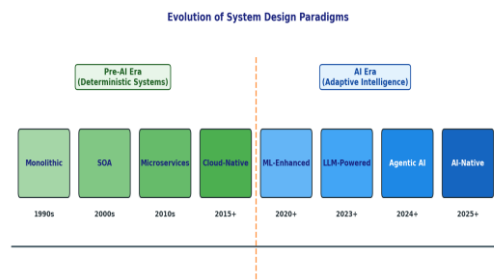 Evolution of System Design Paradigms
Pre-AI Era
(Deterministic Systems)
AI Era
(Adaptive Intelligence)
Monolithic
SOA
Microservices
Cloud-Native
ML-Enhanced
LLM-Powered
Agentic AI
AI-Native
1990s
2000s
2010s
2015+
2020+
2023+
2024+
2025+